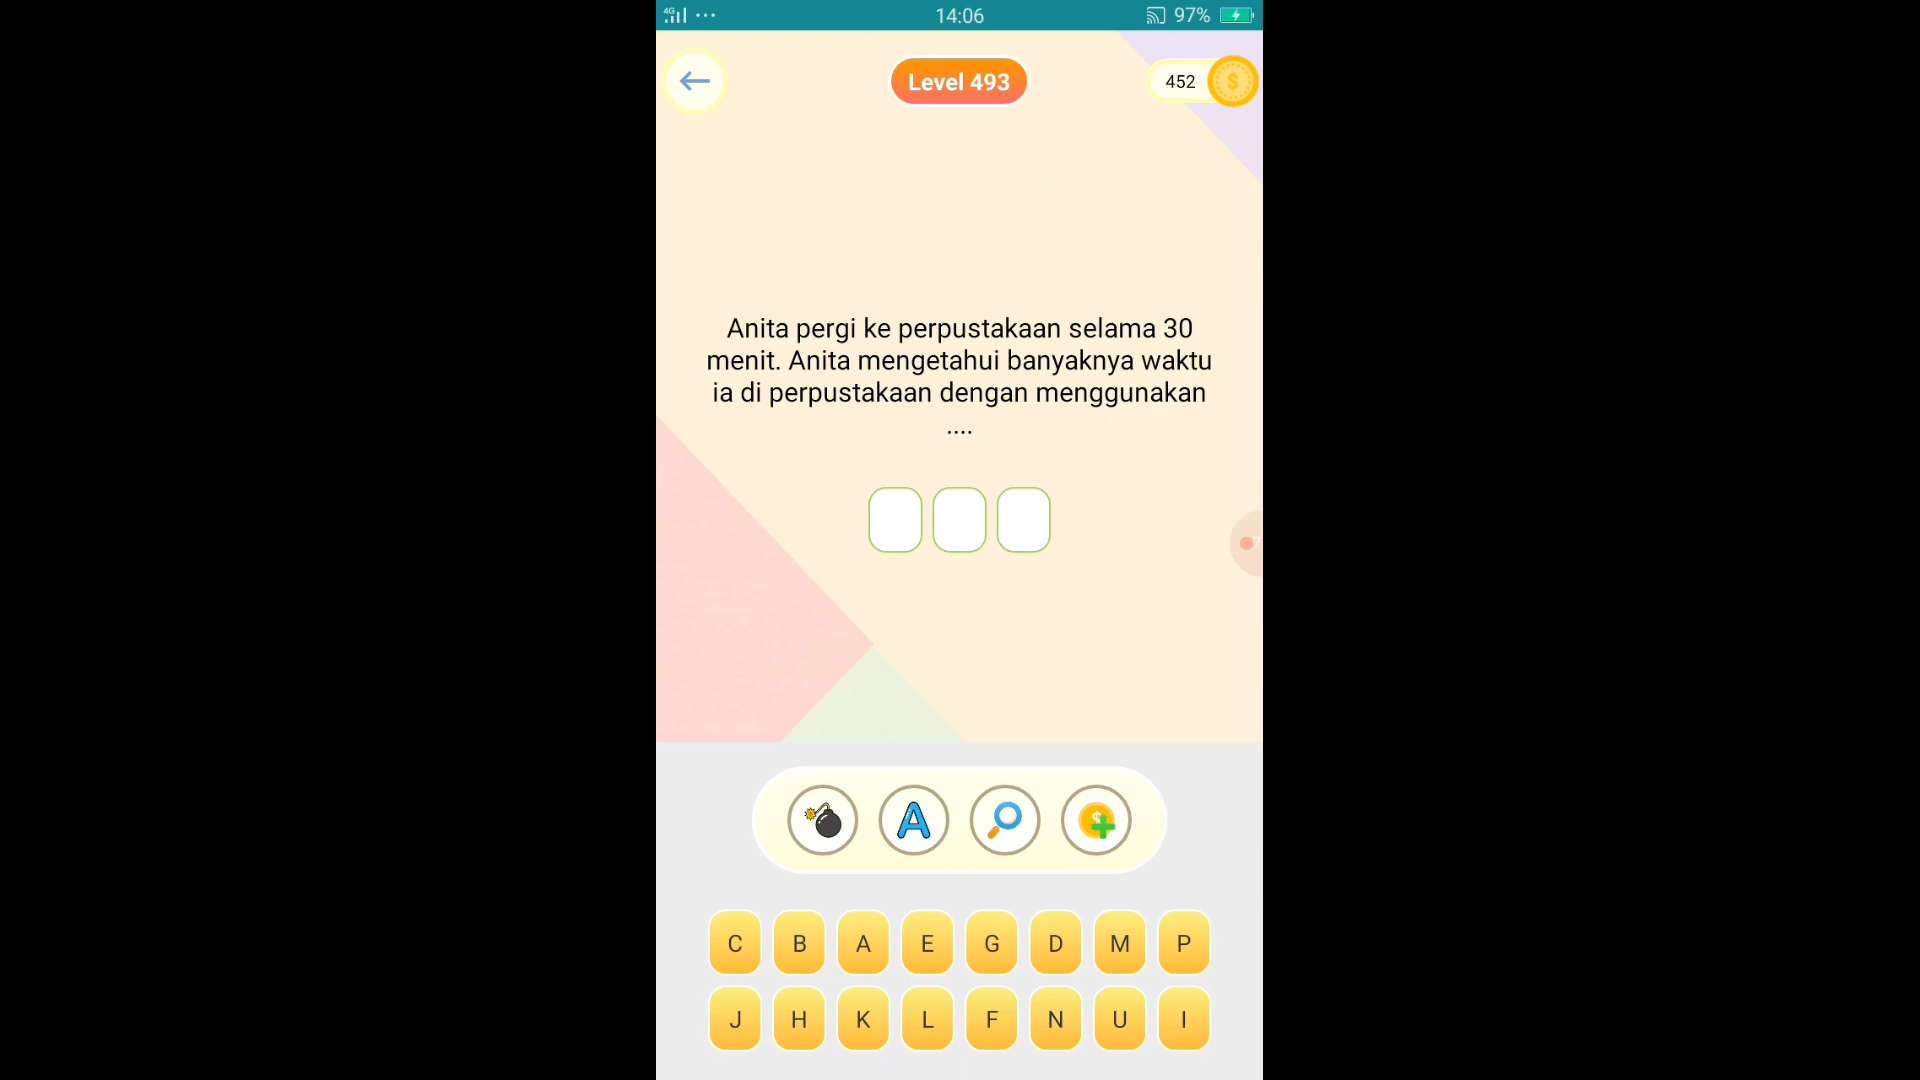 4G 14:06 97%
Level 493
452
Anita pergi ke perpustakaan selama 30
menit. Anita mengetahui banyaknya waktu
ia di perpustakaan dengan menggunakan
....
A
C B A E G D M P
J H K L F N U I